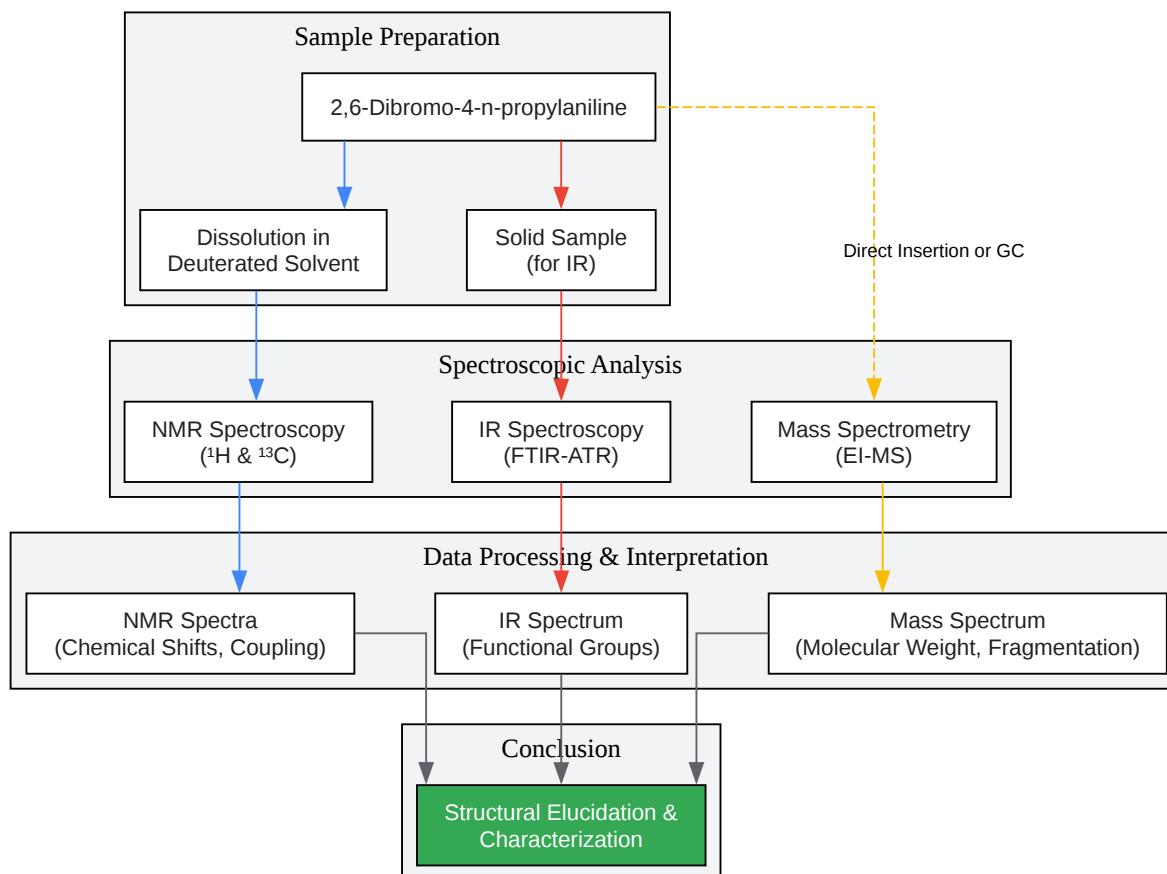 Sample Preparation
2,6-Dibromo-4-n-propylaniline
Dissolution in
Deuterated Solvent
Solid Sample
(for IR)
Direct Insertion or GC
Spectroscopic Analysis
NMR Spectroscopy
(¹H & ¹³C)
IR Spectroscopy
(FTIR-ATR)
Mass Spectrometry
(EI-MS)
Data Processing & Interpretation
NMR Spectra
(Chemical Shifts, Coupling)
IR Spectrum
(Functional Groups)
Mass Spectrum
(Molecular Weight, Fragmentation)
Conclusion
Structural Elucidation &
Characterization